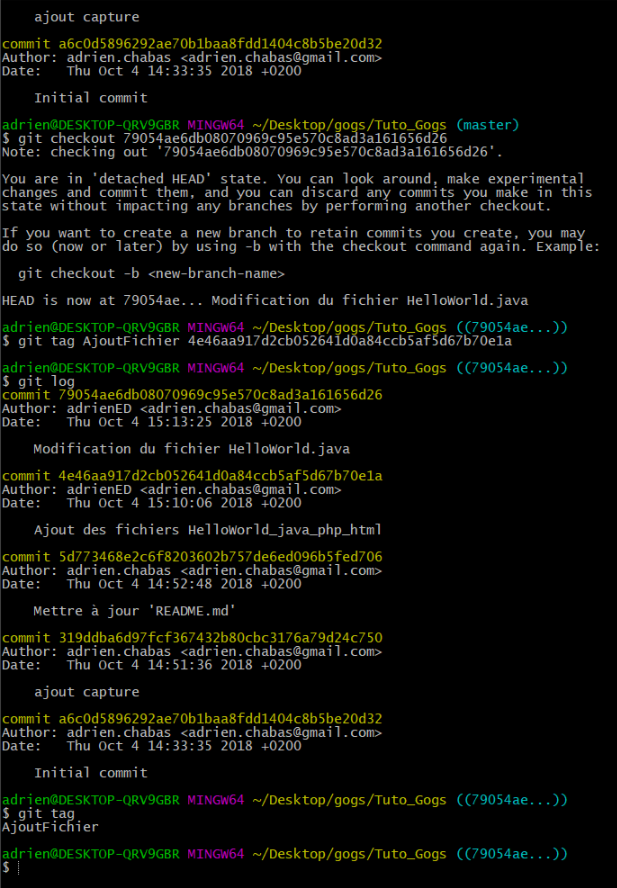 ajout capture
commit a6c0d5896292ae70b1baa8fdd1404c8b5be20d32
Author: adrien.chabas <adrien.chabas@gmail.com>
Date:   Thu Oct 4 14:33:35 2018 +0200
Initial commit
adrien@DESKTOP-QRV9GBR MINGW64 ~/Desktop/gogs/Tuto_Gogs (master)
$ git checkout 79054ae6db08070969c95e570c8ad3a161656d26
Note: checking out '79054ae6db08070969c95e570c8ad3a161656d26'.
You are in 'detached HEAD' state. You can look around, make experimental
changes and commit them, and you can discard any commits you make in this
state without impacting any branches by performing another checkout.
If you want to create a new branch to retain commits you create, you may
do so (now or later) by using -b with the checkout command again. Example:
git checkout -b <new-branch-name>
HEAD is now at 79054ae... Modification du fichier HelloWorld.java
adrien@DESKTOP-QRV9GBR MINGW64 ~/Desktop/gogs/Tuto_Gogs ((79054ae...))
$ git tag AjoutFichier 4e46aa917d2cb052641d0a84ccb5af5d67b70e1a
adrien@DESKTOP-QRV9GBR MINGW64 ~/Desktop/gogs/Tuto_Gogs ((79054ae...))
$ git log
commit 79054ae6db08070969c95e570c8ad3a161656d26
Author: adrienED <adrien.chabas@gmail.com>
Date:   Thu Oct 4 15:13:25 2018 +0200
Modification du fichier HelloWorld.java
commit 4e46aa917d2cb052641d0a84ccb5af5d67b70e1a
Author: adrienED <adrien.chabas@gmail.com>
Date:   Thu Oct 4 15:10:06 2018 +0200
Ajout des fichiers HelloWorld_java_php_html
commit 5d773468e2c6f8203602b757de6ed096b5fed706
Author: adrien.chabas <adrien.chabas@gmail.com>
Date:   Thu Oct 4 14:52:48 2018 +0200
Mettre à jour 'README.md'
commit 319ddba6d97fcf367432b80cbc3176a79d24c750
Author: adrien.chabas <adrien.chabas@gmail.com>
Date:   Thu Oct 4 14:51:36 2018 +0200
ajout capture
commit a6c0d5896292ae70b1baa8fdd1404c8b5be20d32
Author: adrien.chabas <adrien.chabas@gmail.com>
Date:   Thu Oct 4 14:33:35 2018 +0200
Initial commit
adrien@DESKTOP-QRV9GBR MINGW64 ~/Desktop/gogs/Tuto_Gogs ((79054ae...))
$ git tag
AjoutFichier
adrien@DESKTOP-QRV9GBR MINGW64 ~/Desktop/gogs/Tuto_Gogs ((79054ae...))
$